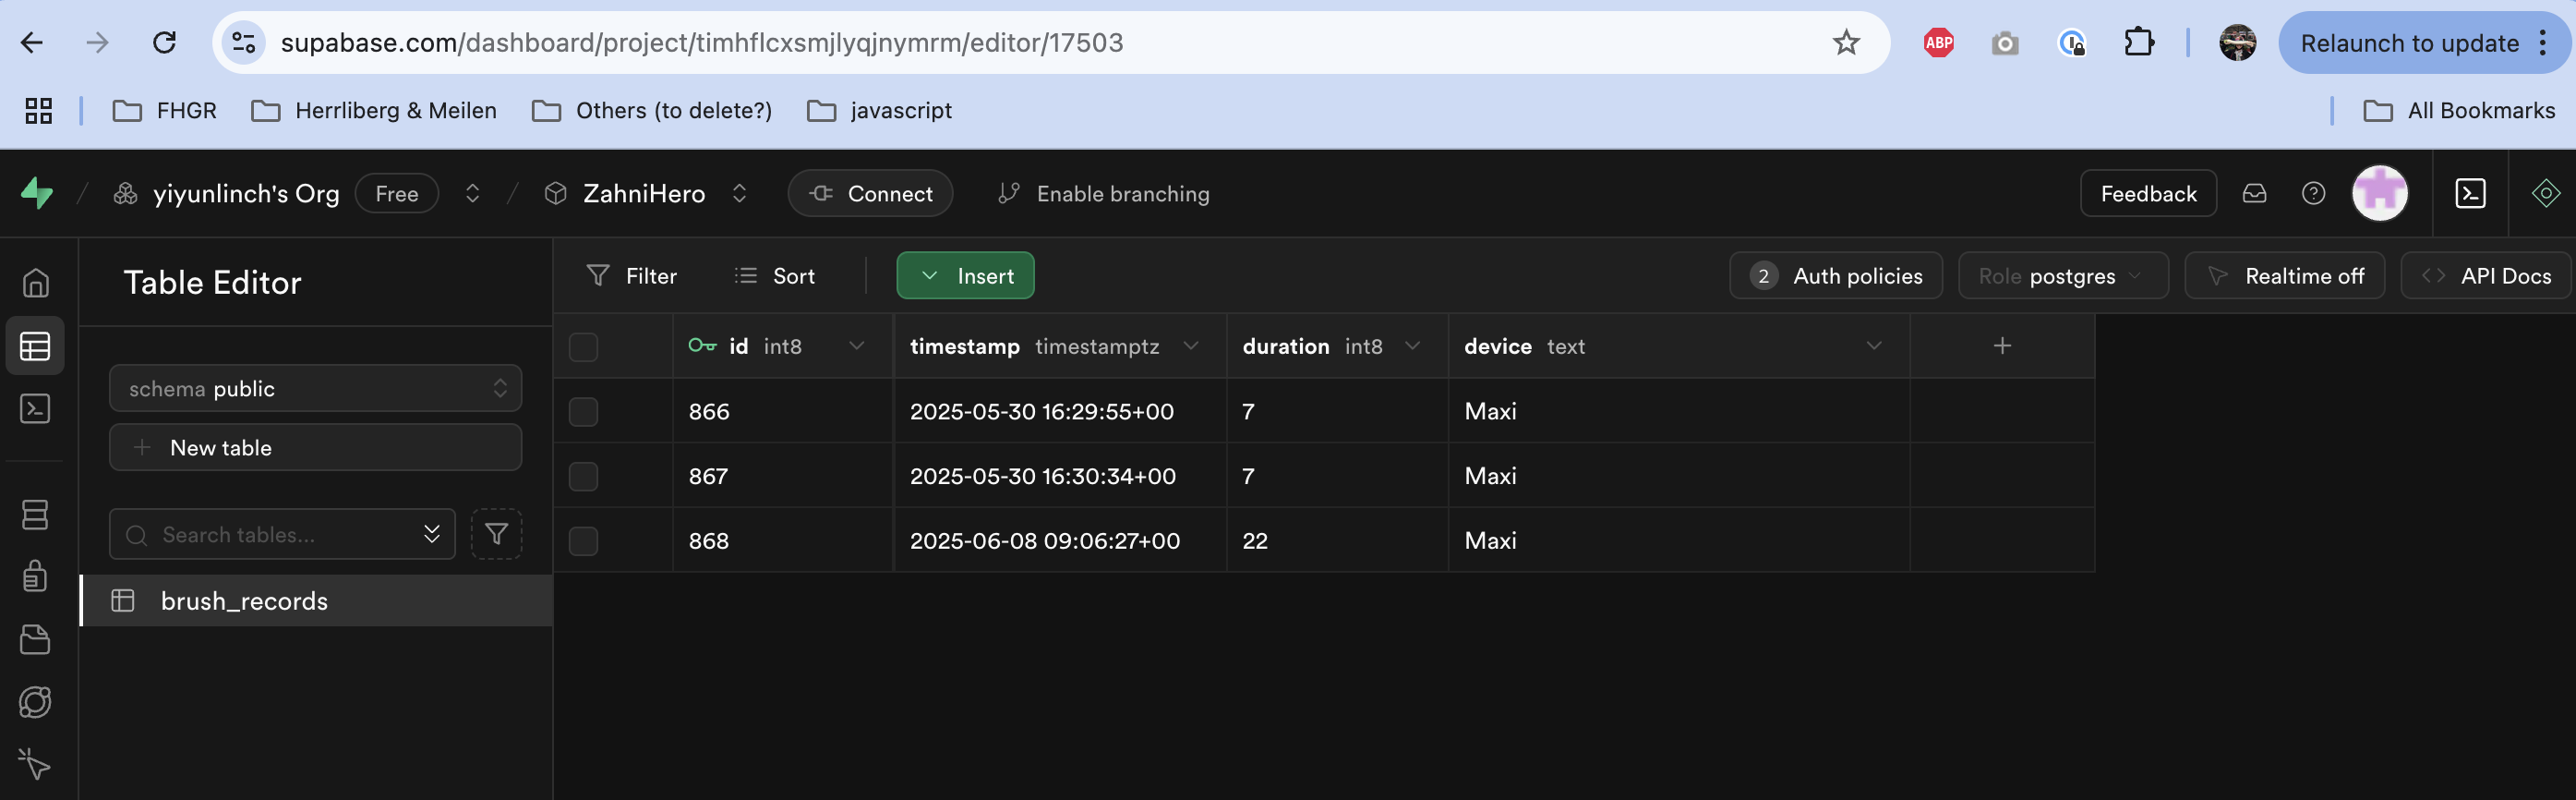 supabase.com/dashboard/project/timhflcxsmjlyqjnymrm/editor/17503
ABP
Relaunch to update
FHGR
Herrliberg & Meilen
Others (to delete?)
javascript
All Bookmarks
yiyunlinch's Org
Free
ZahniHero
Connect
Enable branching
Feedback
Table Editor
Filter
Sort
Insert
2 Auth policies
Role postgres
Realtime off
API Docs
schema public
New table
Search tables...
brush_records
id int8 timestamp timestamptz duration int8 device text
866 2025-05-30 16:29:55+00 7 Maxi
867 2025-05-30 16:30:34+00 7 Maxi
868 2025-06-08 09:06:27+00 22 Maxi